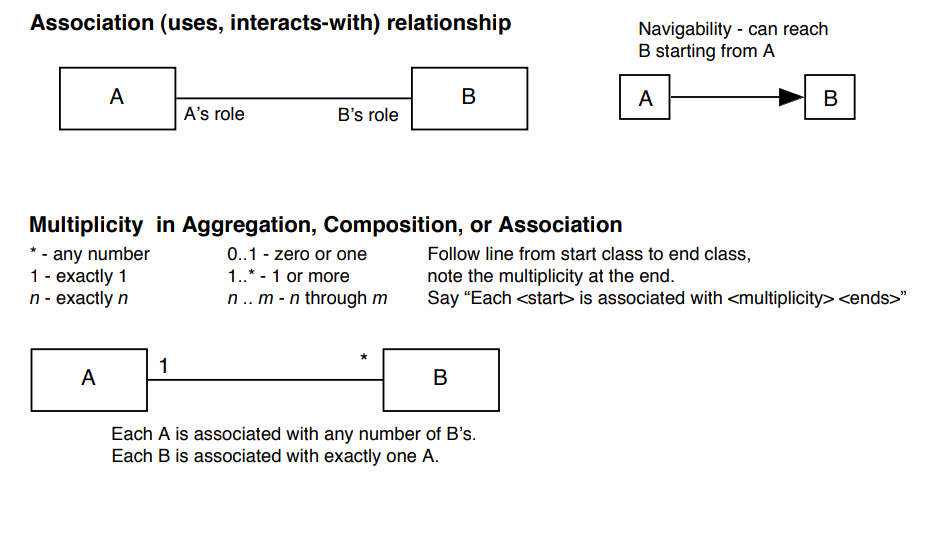 Association (uses, interacts-with) relationship
Navigability - can reach
B starting from A
A
B
A's role
B's role
A
B
Multiplicity in Aggregation, Composition, or Association
* - any number
0..1 - zero or one
Follow line from start class to end class,
1 - exactly 1
1..* - 1 or more
note the multiplicity at the end.
n - exactly n
n .. m - n through m
Say “Each <start> is associated with <multiplicity> <ends>”
A
1
*
B
Each A is associated with any number of B's.
Each B is associated with exactly one A.